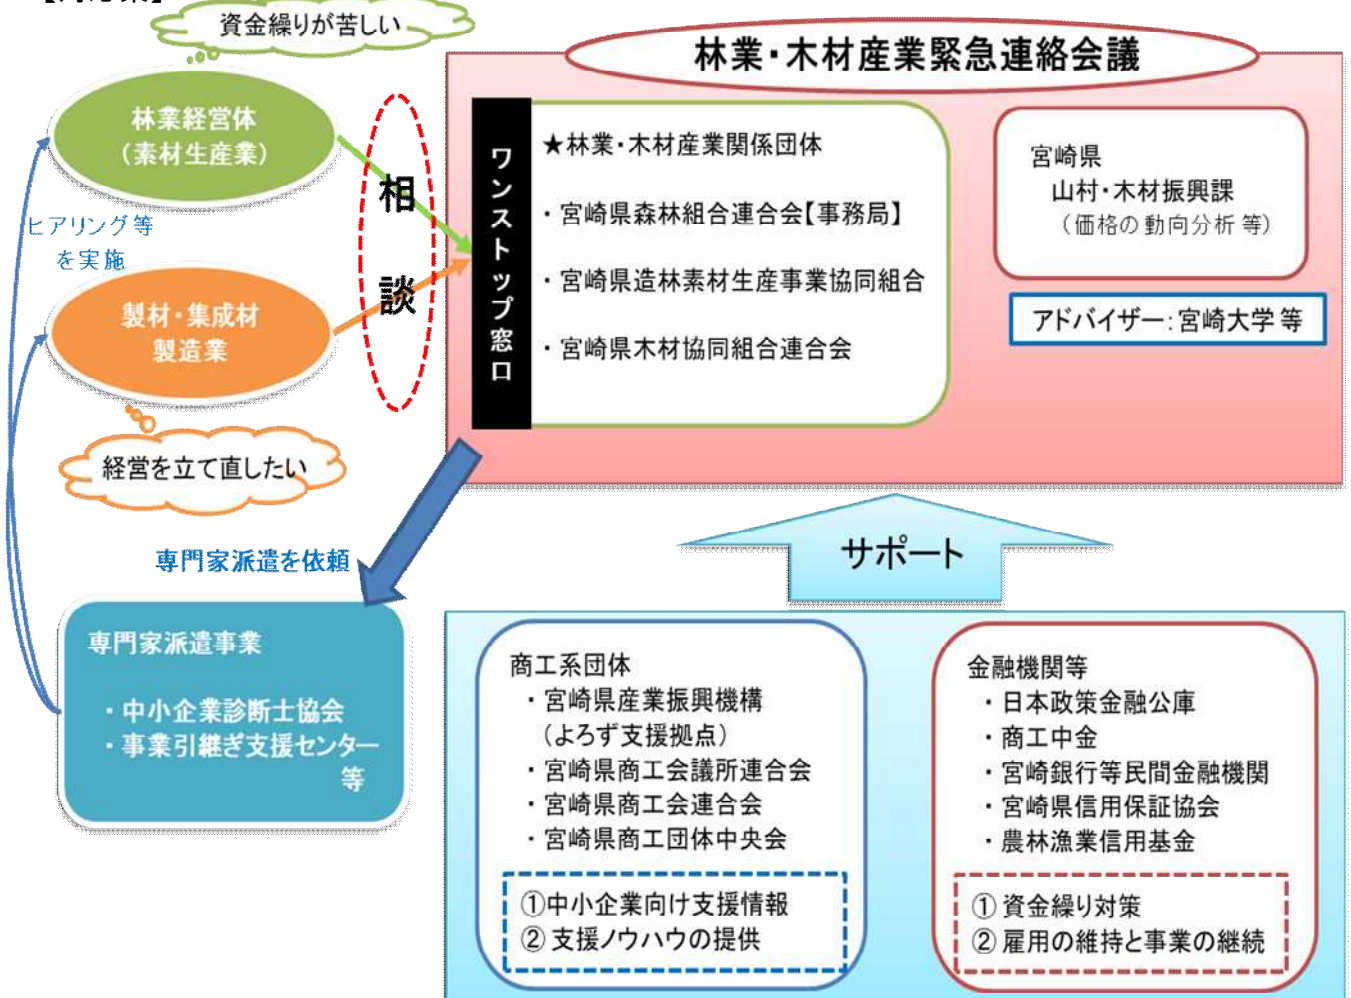 資金繰りが苦しい
林業・木材産業緊急連絡会議
林業経営体
（素材生産業）
ヒアリング等
を実施
製材・集成材
製造業
経営を立て直したい
相談
ワンストップ窓口
★林業・木材産業関係団体
・宮崎県森林組合連合会【事務局】
・宮崎県造林素材生産事業協同組合
・宮崎県木材協同組合連合会
宮崎県
山村・木材振興課
（価格の動向分析 等）
アドバイザー：宮崎大学 等
専門家派遣を依頼
サポート
専門家派遣事業
・中小企業診断士協会
・事業引継ぎ支援センター
等
商工系団体
・宮崎県産業振興機構
（よろず支援拠点）
・宮崎県商工会議所連合会
・宮崎県商工会連合会
・宮崎県商工団体中央会
①中小企業向け支援情報
② 支援ノウハウの提供
金融機関等
・日本政策金融公庫
・商工中金
・宮崎銀行等民間金融機関
・宮崎県信用保証協会
・農林漁業信用基金
① 資金繰り対策
② 雇用の維持と事業の継続